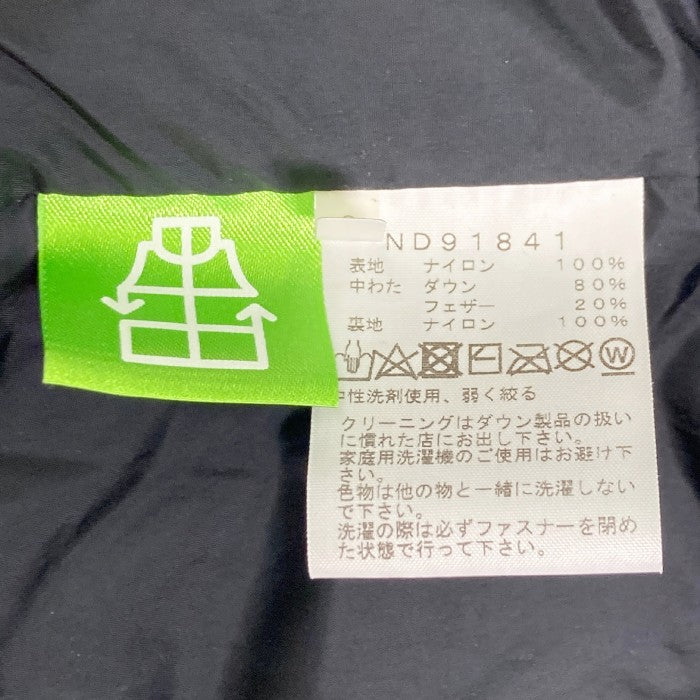 ND91841
表地 ナイロン 100%
中わた ダウン 80%
フェザー 20%
裏地 ナイロン 100%
W
中性洗剤使用、弱く絞る
クリーニングはダウン製品の扱い
に慣れた店にお出し下さい。
家庭用洗濯機のご使用はお避け下
さい。
色物は他の物と一緒に洗濯しない
で下さい。
洗濯の際は必ずファスナーを閉め
た状態で行って下さい。